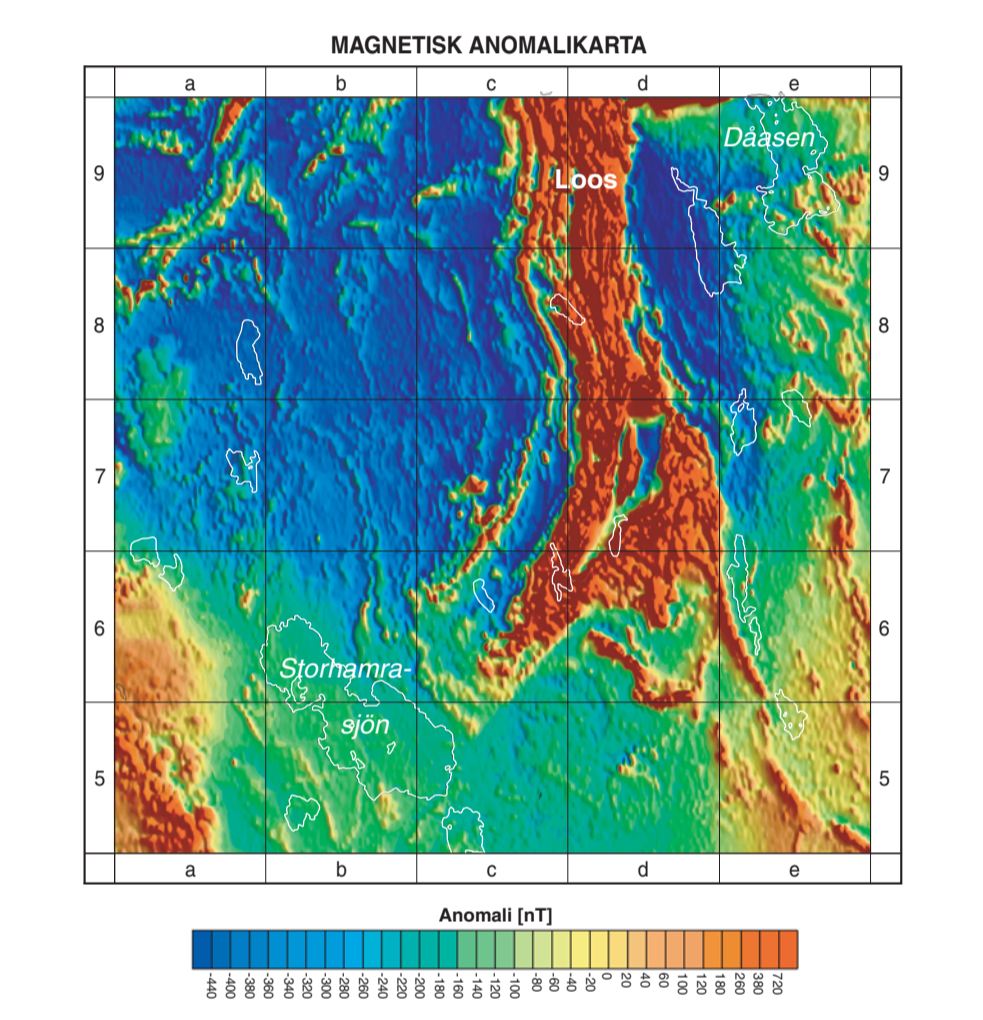 MAGNETISK ANOMALIKARTA
a b c d e
Dåasen
9 9
Loos
8 8
7 7
6 6
Storhamra-
sjön
5 5
a b c d e
Anomali [nT]
-440 -400 -380 -360 -340 -320 -300 -280 -260 -240 -220 -200 -180 -160 -140 -120 -100 -80 -60 -40 -20 0 20 40 60 100 120 180 260 380 720